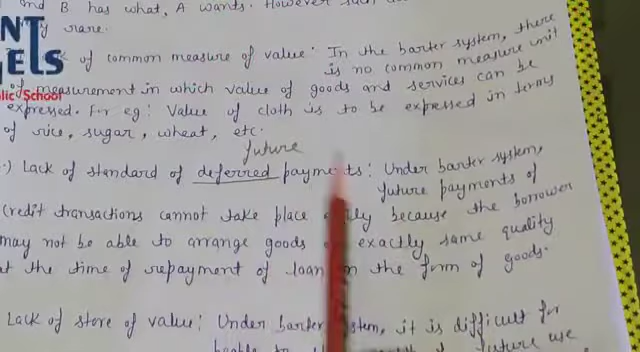 and B has what, A wants. However such
rare.
NT
ELS
lic School
of common measure of value: In the barter system, there
is no common measure unit
of measurement in which value of goods and services can be
expressed. For eg: Value of cloth is to be expressed in terms
of rice, sugar, wheat, etc.
future
Lack of standard of deferred payments: Under barter system,
future payments of
credit transactions cannot take place because the borrower
may not be able to arrange goods exactly same quality
at the time of repayment of loan in the form of goods.
Lack of store of value: Under barter system, it is difficult for
future use